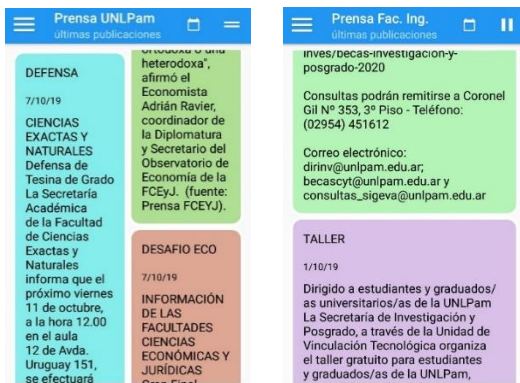 Prensa UNLPam
últimas publicaciones
DEFENSA
7/10/19
CIENCIAS
EXACTAS Y
NATURALES
Defensa de
Tesina de Grado
La Secretaría
Académica
de la Facultad
de Ciencias
Exactas y
Naturales
informa que el
próximo viernes
11 de octubre,
a la hora 12.00
en el aula
12 de Avda.
Uruguay 151,
se efectuará
ortodoxa o una
heterodoxa",
afirmó el
Economista
Adrián Ravier,
coordinador de
la Diplomatura
y Secretario del
Observatorio de
Economía de la
FCEyJ. (fuente:
Prensa FCEYJ).
DESAFIO ECO
7/10/19
INFORMACIÓN
DE LAS
FACULTADES
CIENCIAS
ECONÓMICAS Y
JURÍDICAS
Gran Final
Prensa Fac. Ing.
últimas publicaciones
inves/becas-investigacion-y-
posgrado-2020
Consultas podrán remitirse a Coronel
Gil Nº 353, 3º Piso - Teléfono:
(02954) 451612
Correo electrónico:
dirinv@unlpam.edu.ar;
becascyt@unlpam.edu.ar y
consultas_sigeva@unlpam.edu.ar
TALLER
1/10/19
Dirigido a estudiantes y graduados/
as universitarios/as de la UNLPam
La Secretaría de Investigación y
Posgrado, a través de la Unidad de
Vinculación Tecnológica organiza
el taller gratuito para estudiantes
y graduados/as de la UNLPam,